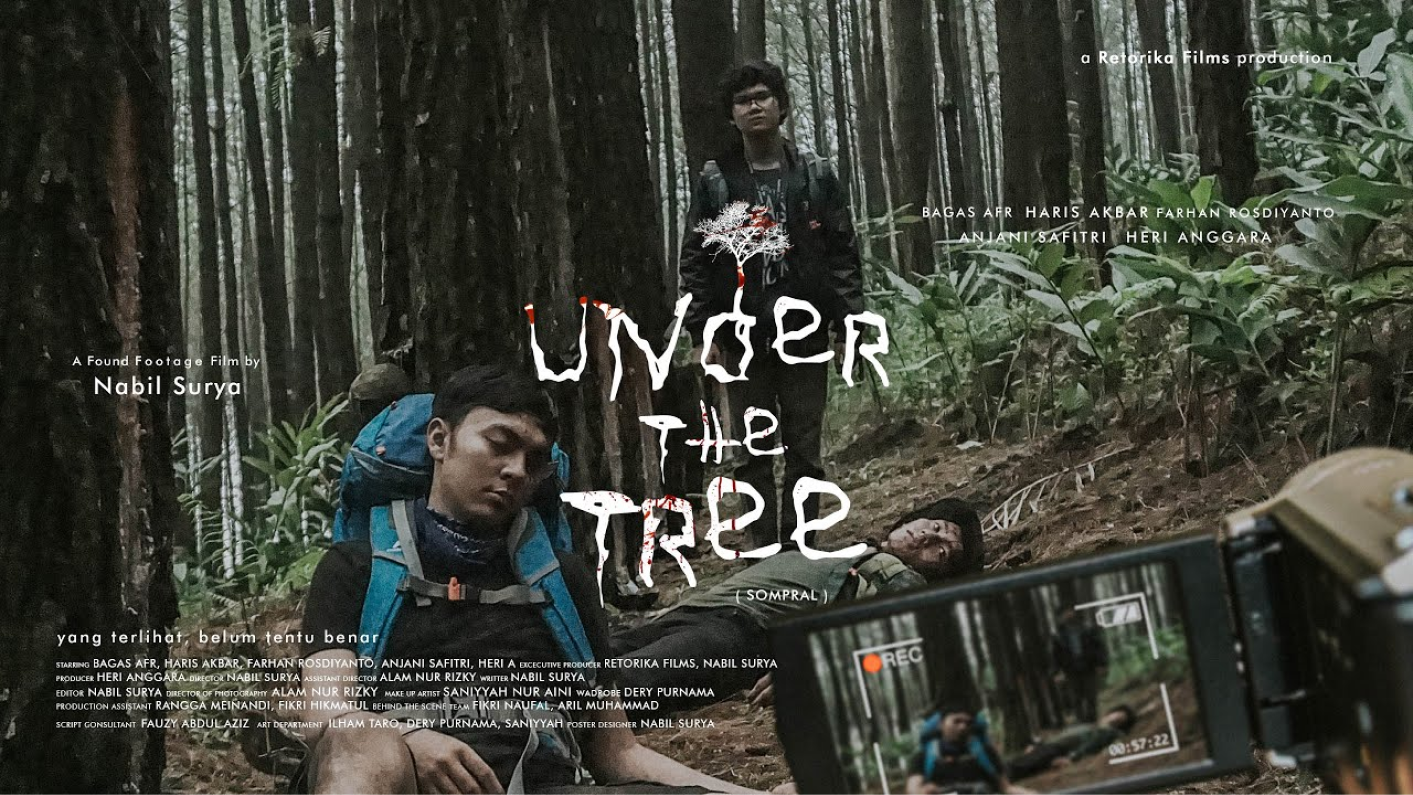 a Retorika Films production
BAGAS AFR HARIS AKBAR FARHAN ROSDIYANTO
ANJANI SAFITRI HERI ANGGARA
UNDER
THE
TREE
( SOMPRAL )
A Found Footage Film by
Nabil Surya
yang terlihat, belum tentu benar
STARRING BAGAS AFR, HARIS AKBAR, FARHAN ROSDIYANTO, ANJANI SAFITRI, HERI A EXCECUTIVE PRODUCER RETORIKA FILMS, NABIL SURYA
PRODUCER HERI ANGGARA DIRECTOR NABIL SURYA ASSISTANT DIRECTOR ALAM NUR RIZKY WRITTER NABIL SURYA
EDITOR NABIL SURYA DIRECTOR OF PHOTOGRAPHY ALAM NUR RIZKY MAKE UP ARTIST SANIYYAH NUR AINI WADROBE DERY PURNAMA
PRODUCTION ASSISTANT RANGGA MEINANDI, FIKRI HIKMATUL BEHIND THE SCENE TEAM FIKRI NAUFAL, ARIL MUHAMMAD
SCRIPT CONSULTANT FAUZY ABDUL AZIZ ART DEPARTMENT ILHAM TARO, DERY PURNAMA, SANIYYAH POSTER DESIGNER NABIL SURYA
REC
00:57:22